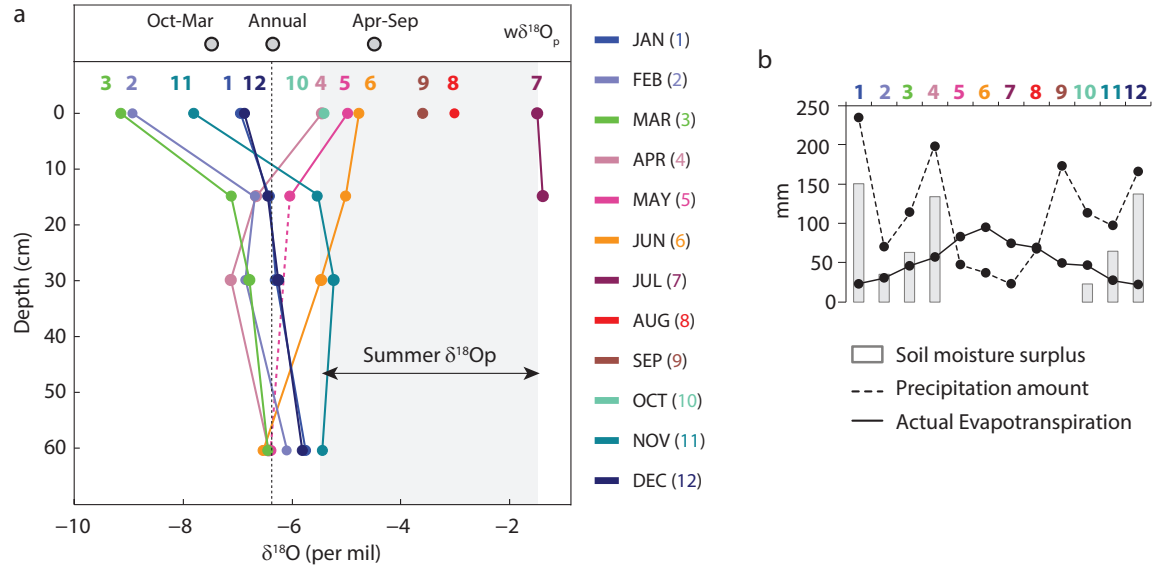 a
Oct-Mar Annual Apr-Sep wδ¹⁸Oₚ
3 2 11 1 12 10 4 5 6 9 8 7
0
10
20
30
40
50
60
Depth (cm)
Summer δ¹⁸Op
−10 −8 −6 −4 −2
δ¹⁸O (per mil)
JAN (1)
FEB (2)
MAR (3)
APR (4)
MAY (5)
JUN (6)
JUL (7)
AUG (8)
SEP (9)
OCT (10)
NOV (11)
DEC (12)
b
1 2 3 4 5 6 7 8 9 10 11 12
250
200
150
100
50
0
mm
Soil moisture surplus
Precipitation amount
Actual Evapotranspiration